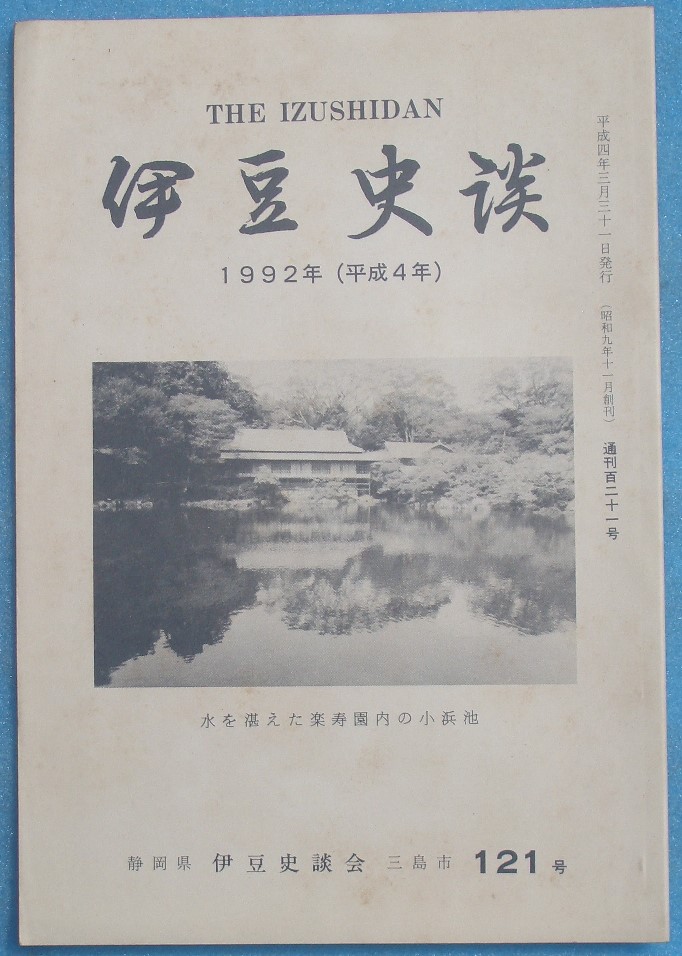 THE IZUSHIDAN
伊豆史談
1992年(平成4年)
平成四年三月三十一日発行 (昭和九年十一月創刊) 通刊百二十一号
水を湛えた楽寿園内の小浜池
静岡県 伊豆史談会 三島市 121号